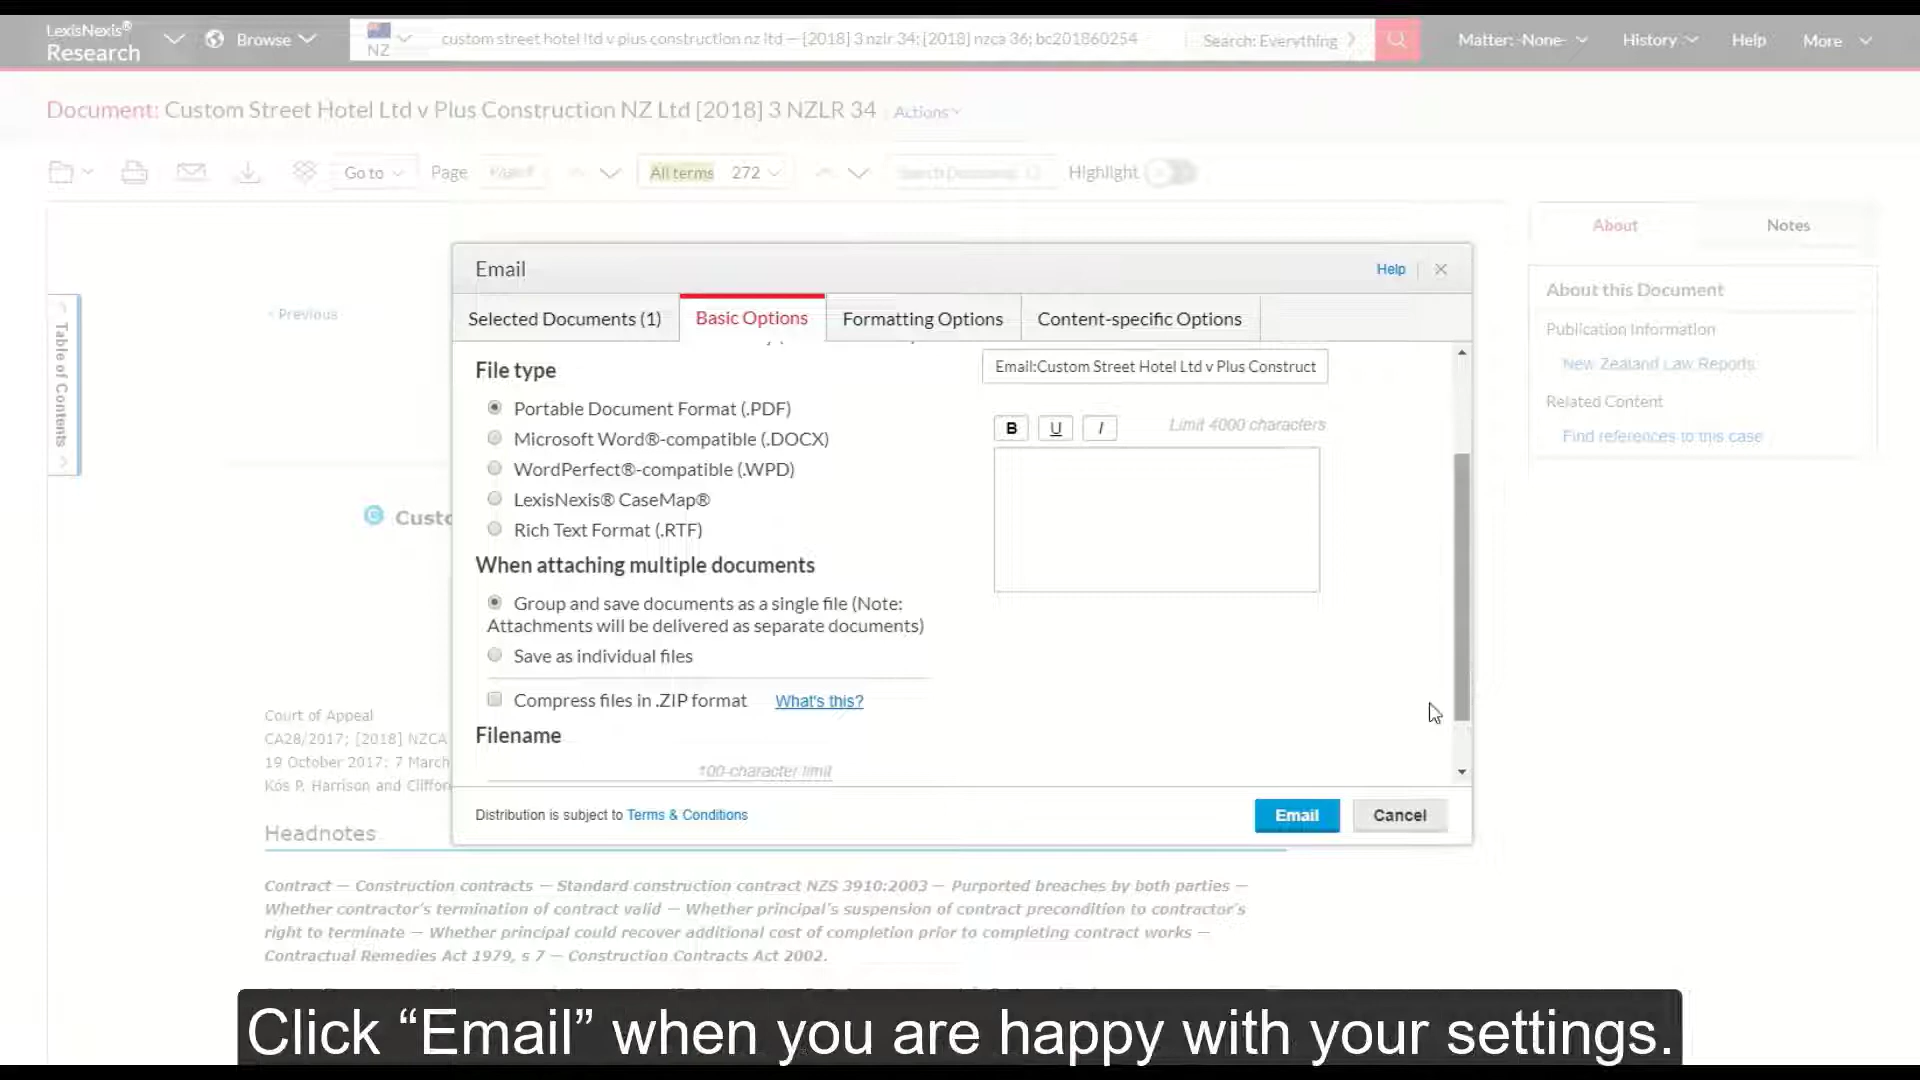 LexisNexis®
Research
Browse
NZ
custom street hotel ltd v plus construction nz ltd — [2018] 3 nzlr 34; [2018] nzca 36; bc201860254
Search: Everything
Matter: -None-
History
Help
More
Document: Custom Street Hotel Ltd v Plus Construction NZ Ltd [2018] 3 NZLR 34
Actions
Go to
Page
All terms 272
Highlight
About
Notes
About this Document
Publication Information
New Zealand Law Reports
Related Content
Find references to this case
Table of Contents
< Previous
Custo
Email
Help
Selected Documents (1)
Basic Options
Formatting Options
Content-specific Options
File type
Portable Document Format (.PDF)
Microsoft Word®-compatible (.DOCX)
WordPerfect®-compatible (.WPD)
LexisNexis® CaseMap®
Rich Text Format (.RTF)
When attaching multiple documents
Group and save documents as a single file (Note:
Attachments will be delivered as separate documents)
Save as individual files
Compress files in .ZIP format What's this?
Filename
100-character limit
Email:Custom Street Hotel Ltd v Plus Construct
B U I
Limit 4000 characters
Distribution is subject to Terms & Conditions
Email
Cancel
Court of Appeal
CA28/2017; [2018] NZCA
19 October 2017; 7 March
Kós P, Harrison and Cliffor
Headnotes
Contract — Construction contracts — Standard construction contract NZS 3910:2003 — Purported breaches by both parties —
Whether contractor's termination of contract valid — Whether principal's suspension of contract precondition to contractor's
right to terminate — Whether principal could recover additional cost of completion prior to completing contract works —
Contractual Remedies Act 1979, s 7 — Construction Contracts Act 2002.
Click “Email” when you are happy with your settings.